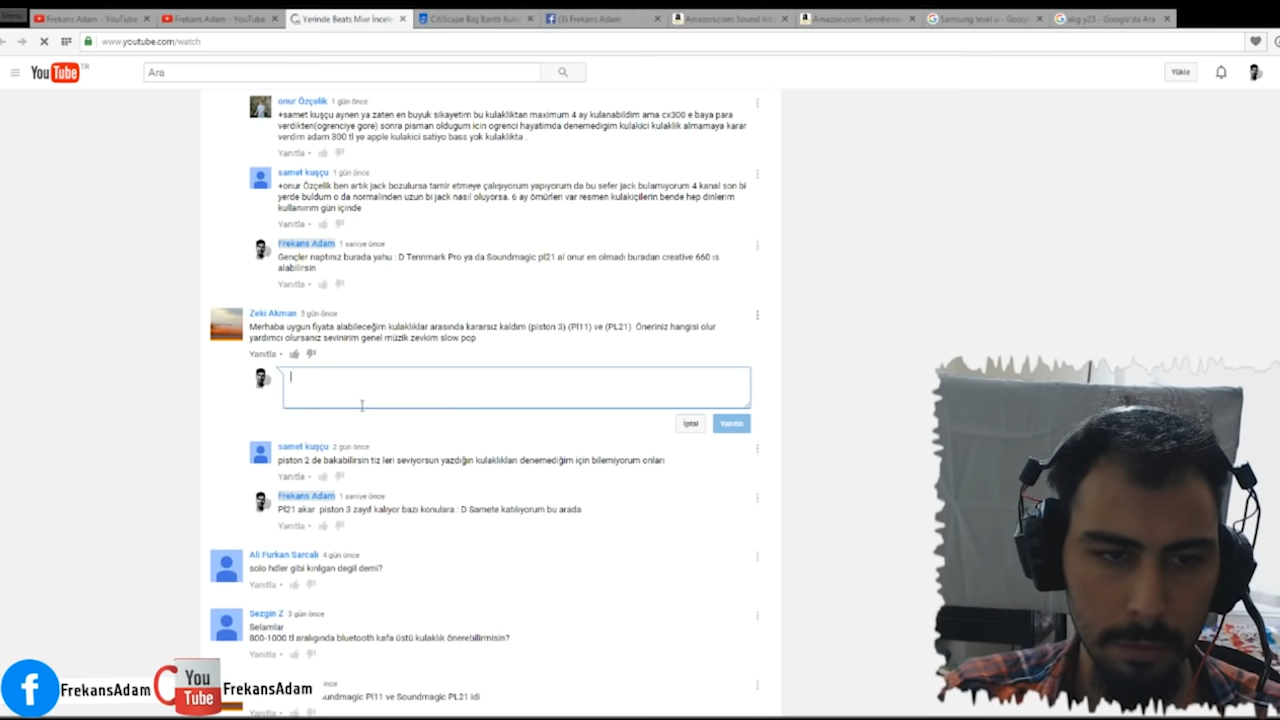 Menu
Frekans Adam - YouTube
Frekans Adam - YouTube
Yerinde Beats Mixr İncele
CitiScape Baş Bantlı Kula
(3) Frekans Adam
Amazon.com: Sound Int
Amazon.com: Sennheise
Samsung level u - Googl
akg y23 - Google'da Ara
www.youtube.com/watch
YouTube TR
Ara
Yükle
onur Özçelik 1 gün önce
+samet kuşçu aynen ya zaten en buyuk sikayetim bu kulaklıktan maximum 4 ay kulanabildim ama cx300 e baya para
verdikten(ogrenciye gore) sonra pisman oldugum icin ogrenci hayatimda denemedigim kulakici kulaklik almamaya karar
verdim adam 300 tl ye apple kulakici satiyo bass yok kulaklikta .
Yanıtla •
samet kuşçu 1 gün önce
+onur Özçelik ben artık jack bozulursa tamir etmeye çalışıyorum yapıyorum da bu sefer jack bulamıyorum 4 kanal son bi
yerde buldum o da normalinden uzun bi jack nasıl oluyorsa. 6 ay ömürleri var resmen kulakiçilerin bende hep dinlerim
kullanırım gün içinde
Yanıtla •
Frekans Adam 1 saniye önce
Gençler naptınız burada yahu : D Tennmark Pro ya da Soundmagic pl21 al onur en olmadı buradan creative 660 ıs
alabilirsin
Yanıtla •
Zeki Akman 3 gün önce
Merhaba uygun fiyata alabileceğim kulaklıklar arasında kararsız kaldım (piston 3) (Pl11) ve (PL21) Öneriniz hangisi olur
yardımcı olursanız sevinirim genel müzik zevkim slow pop
Yanıtla •
İptal
Yanıtla
samet kuşçu 2 gün önce
piston 2 de bakabilirsin tiz leri seviyorsun yazdığın kulaklıkları denemediğim için bilemiyorum onları
Yanıtla •
Frekans Adam 1 saniye önce
Pl21 akar piston 3 zayıf kalıyor bazı konulara : D Samete katılıyorum bu arada
Yanıtla •
Ali Furkan Sarcalı 4 gün önce
solo hdler gibi kırılgan degil demi?
Yanıtla •
Sezgin Z 3 gün önce
Selamlar
800-1000 tl aralıgında bluetooth kafa üstü kulaklık önerebilirmisin?
Yanıtla •
önce
undmagic Pl11 ve Soundmagic PL21 idi
Yanıtla •
f FrekansAdam
You Tube FrekansAdam